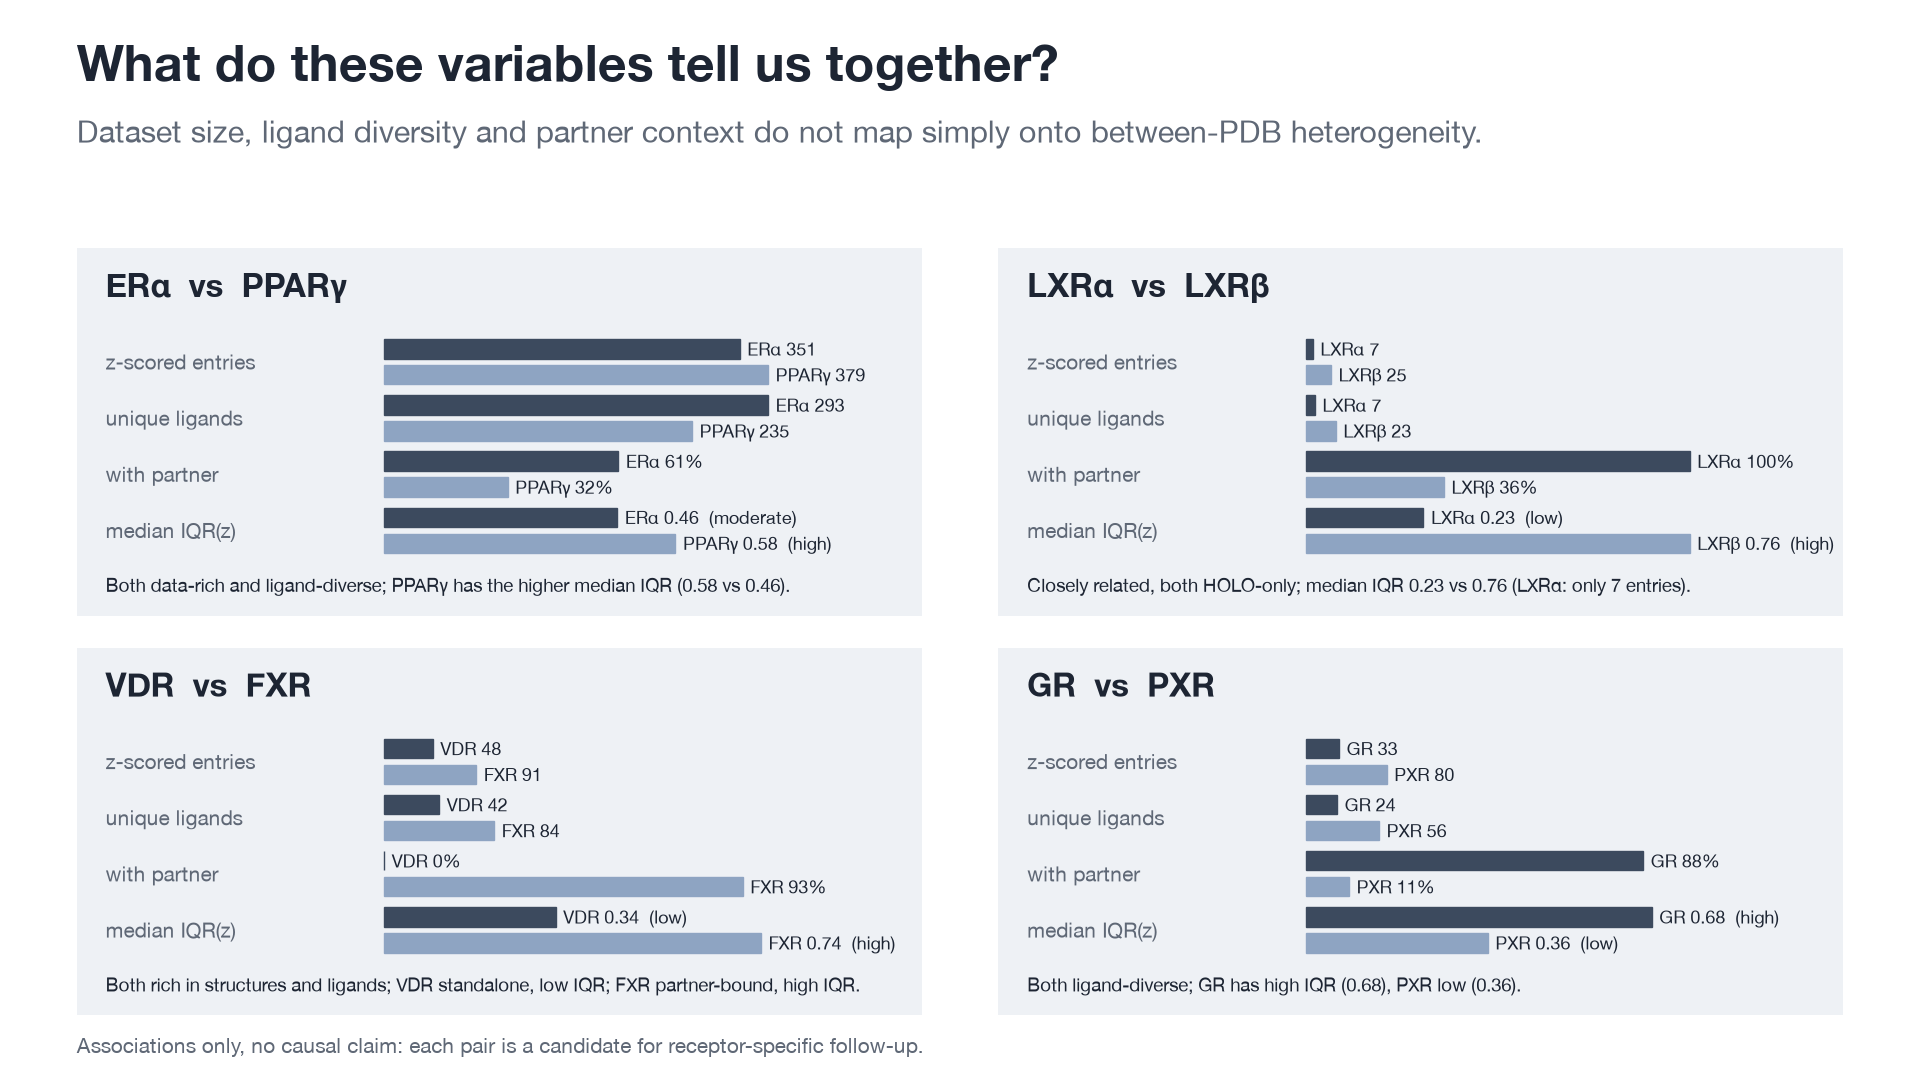 What do these variables tell us together?
Dataset size, ligand diversity and partner context do not map simply onto between-PDB heterogeneity.
ERα vs PPARγ
z-scored entries
ERα 351
PPARγ 379
unique ligands
ERα 293
PPARγ 235
with partner
ERα 61%
PPARγ 32%
median IQR(z)
ERα 0.46 (moderate)
PPARγ 0.58 (high)
Both data-rich and ligand-diverse; PPARγ has the higher median IQR (0.58 vs 0.46).
LXRα vs LXRβ
z-scored entries
LXRα 7
LXRβ 25
unique ligands
LXRα 7
LXRβ 23
with partner
LXRα 100%
LXRβ 36%
median IQR(z)
LXRα 0.23 (low)
LXRβ 0.76 (high)
Closely related, both HOLO-only; median IQR 0.23 vs 0.76 (LXRα: only 7 entries).
VDR vs FXR
z-scored entries
VDR 48
FXR 91
unique ligands
VDR 42
FXR 84
with partner
VDR 0%
FXR 93%
median IQR(z)
VDR 0.34 (low)
FXR 0.74 (high)
Both rich in structures and ligands; VDR standalone, low IQR; FXR partner-bound, high IQR.
GR vs PXR
z-scored entries
GR 33
PXR 80
unique ligands
GR 24
PXR 56
with partner
GR 88%
PXR 11%
median IQR(z)
GR 0.68 (high)
PXR 0.36 (low)
Both ligand-diverse; GR has high IQR (0.68), PXR low (0.36).
Associations only, no causal claim: each pair is a candidate for receptor-specific follow-up.